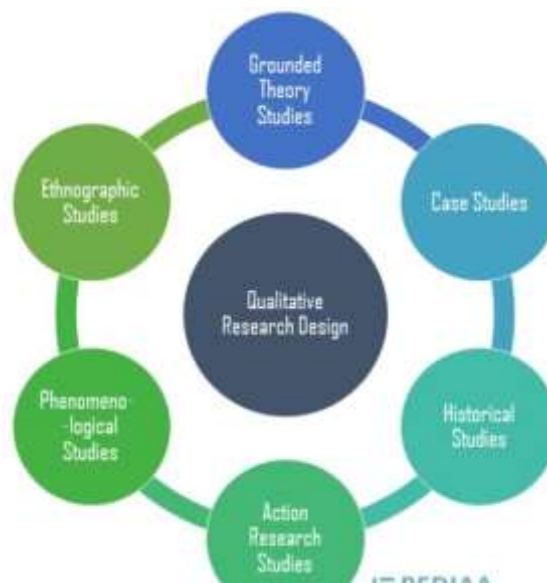 Grounded
Theory
Studies
Ethnographic
Studies
Case Studies
Qualitative
Research Design
Phenomeno-
-logical
Studies
Historical
Studies
Action
Research
Studies